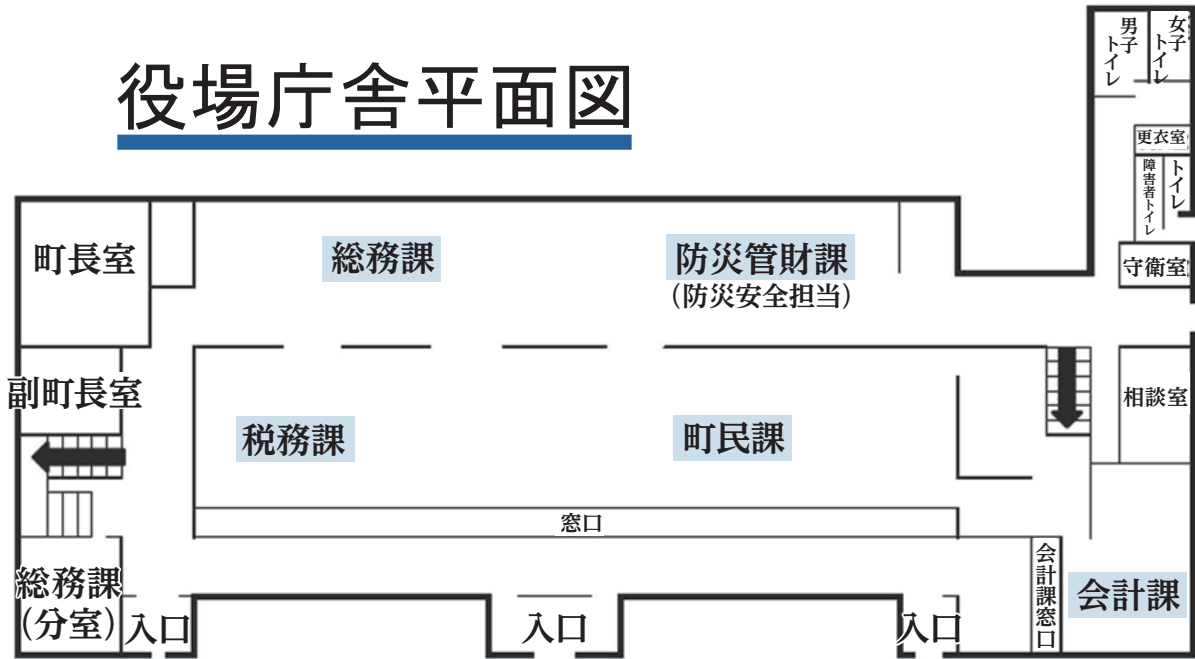 役場庁舎平面図
男子トイレ
女子トイレ
更衣室
障害者トイレ
トイレ
守衛室
町長室
総務課
防災管財課
（防災安全担当）
副町長室
相談室
税務課
町民課
窓口
総務課
（分室）
会計課窓口
会計課
入口
入口
入口